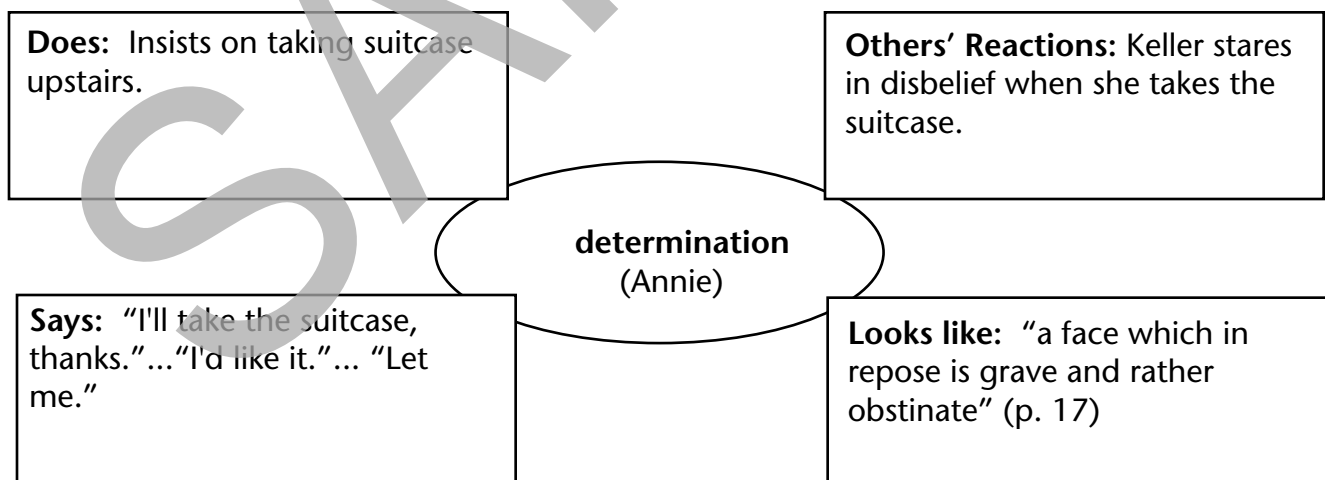 Does: Insists on taking suitcase
upstairs.
Others’ Reactions: Keller stares
in disbelief when she takes the
suitcase.
determination
(Annie)
Says: “I'll take the suitcase,
thanks.”...“I'd like it.”... “Let
me.”
Looks like: “a face which in
repose is grave and rather
obstinate” (p. 17)